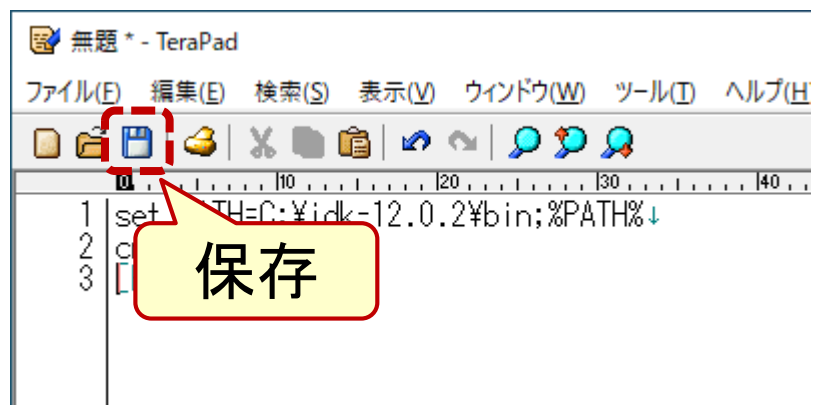 無題 * - TeraPad
ファイル(F) 編集(E) 検索(S) 表示(V) ウィンドウ(W) ツール(T) ヘルプ(H
0 10 20 30 40
1 set PATH=C:¥jdk-12.0.2¥bin;%PATH%↓
2
3
保存